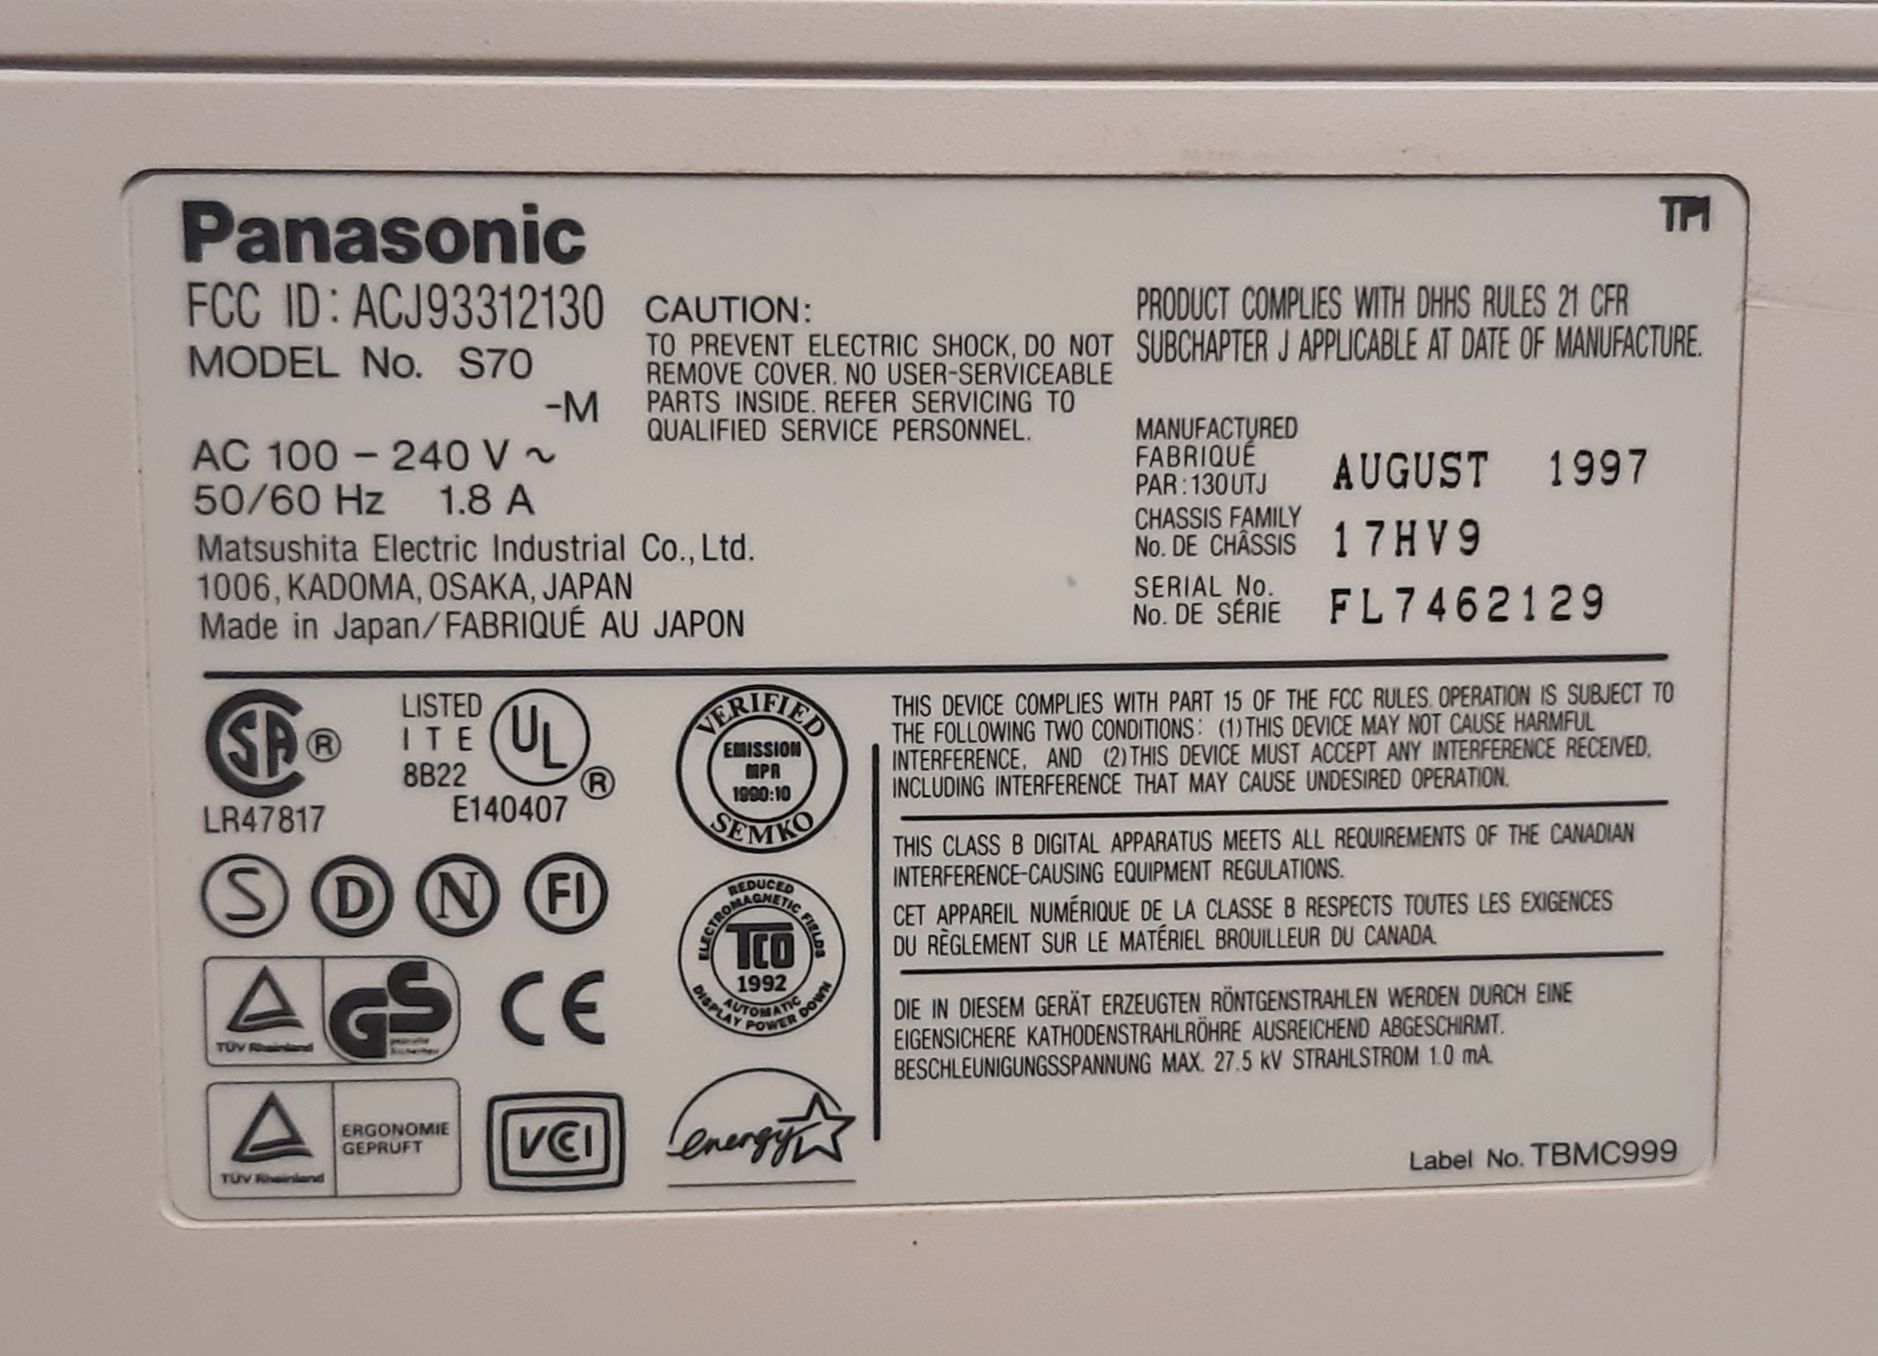 Panasonic
TP1
FCC ID: ACJ93312130
MODEL No. S70
-M
AC 100 – 240 V ~
50/60 Hz 1.8 A
Matsushita Electric Industrial Co., Ltd.
1006, KADOMA, OSAKA, JAPAN
Made in Japan/FABRIQUÉ AU JAPON
CAUTION:
TO PREVENT ELECTRIC SHOCK, DO NOT
REMOVE COVER. NO USER-SERVICEABLE
PARTS INSIDE. REFER SERVICING TO
QUALIFIED SERVICE PERSONNEL.
PRODUCT COMPLIES WITH DHHS RULES 21 CFR
SUBCHAPTER J APPLICABLE AT DATE OF MANUFACTURE.
MANUFACTURED
FABRIQUÉ
PAR: 130UTJ
AUGUST 1997
CHASSIS FAMILY
No. DE CHÂSSIS
17HV9
SERIAL No.
No. DE SÉRIE
FL7462129
SA ®
LR47817
LISTED
I T E
8B22
UL ®
E140407
VERIFIED
EMISSION
MPR
1990:10
SEMKO
S D N FI
REDUCED
ELECTROMAGNETIC FIELDS
TCO
1992
AUTOMATIC
DISPLAY POWER DOWN
TÜV Rheinland
GS
geprüfte
Sicherheit
CE
TÜV Rheinland
ERGONOMIE
GEPRUFT
VCCI
energy
THIS DEVICE COMPLIES WITH PART 15 OF THE FCC RULES. OPERATION IS SUBJECT TO
THE FOLLOWING TWO CONDITIONS: (1) THIS DEVICE MAY NOT CAUSE HARMFUL
INTERFERENCE, AND (2) THIS DEVICE MUST ACCEPT ANY INTERFERENCE RECEIVED,
INCLUDING INTERFERENCE THAT MAY CAUSE UNDESIRED OPERATION.
THIS CLASS B DIGITAL APPARATUS MEETS ALL REQUIREMENTS OF THE CANADIAN
INTERFERENCE-CAUSING EQUIPMENT REGULATIONS.
CET APPAREIL NUMÉRIQUE DE LA CLASSE B RESPECTS TOUTES LES EXIGENCES
DU RÈGLEMENT SUR LE MATÉRIEL BROUILLEUR DU CANADA.
DIE IN DIESEM GERÄT ERZEUGTEN RÖNTGENSTRAHLEN WERDEN DURCH EINE
EIGENSICHERE KATHODENSTRAHLRÖHRE AUSREICHEND ABGESCHIRMT.
BESCHLEUNIGUNGSSPANNUNG MAX. 27.5 kV STRAHLSTROM 1.0 mA.
Label No. TBMC999